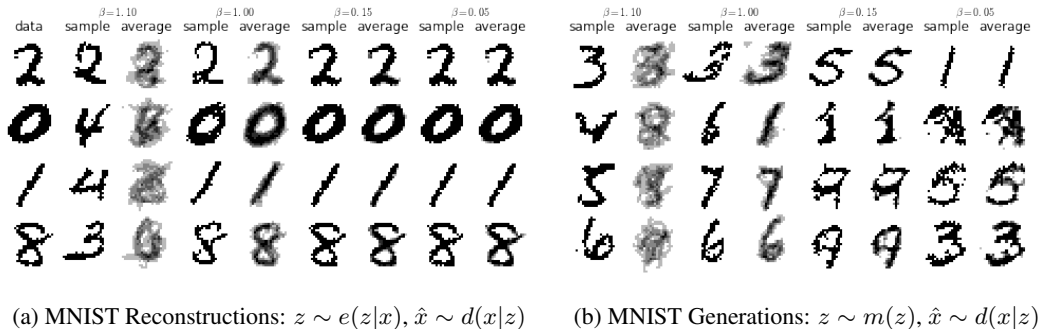 β=1.10 β=1.00 β=0.15 β=0.05
data sample average sample average sample average sample average
β=1.10 β=1.00 β=0.15 β=0.05
sample average sample average sample average sample average
(a) MNIST Reconstructions: z ∼ e(z|x), x̂ ∼ d(x|z)
(b) MNIST Generations: z ∼ m(z), x̂ ∼ d(x|z)